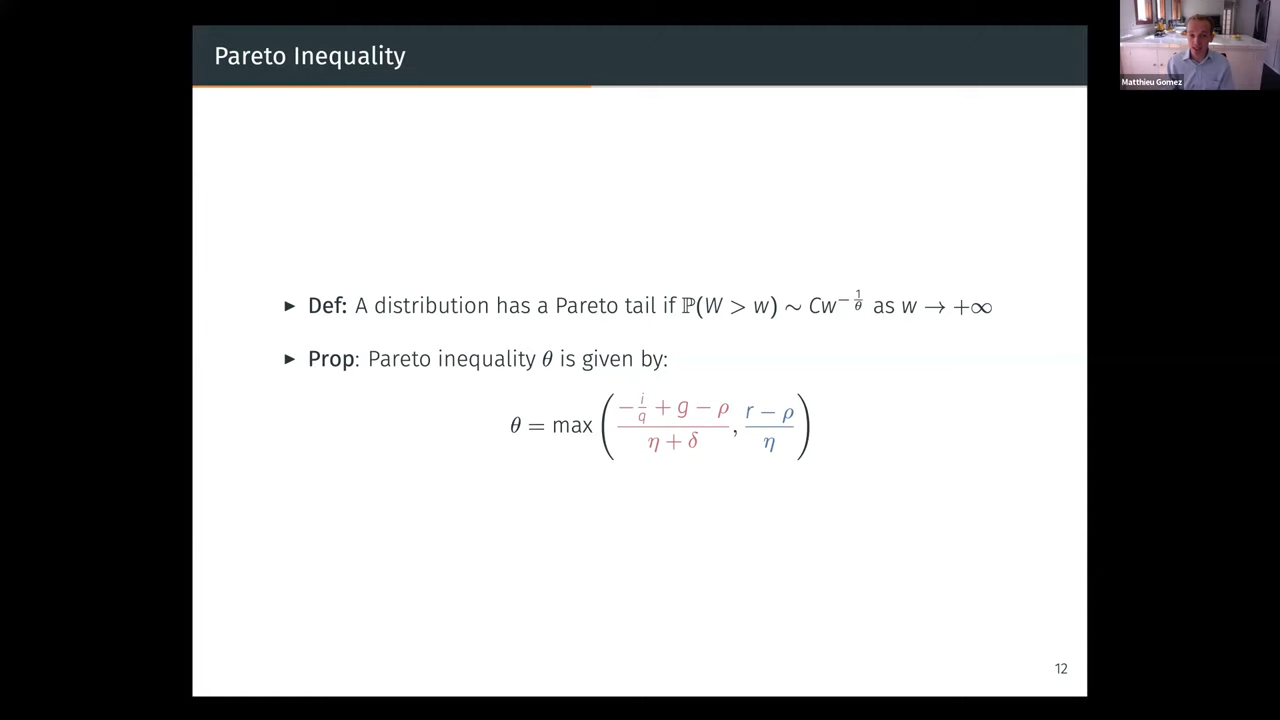 Pareto Inequality
Matthieu Gomez
▶ Def: A distribution has a Pareto tail if ℙ(W > w) ∼ Cw^{−1/θ} as w → +∞
▶ Prop: Pareto inequality θ is given by:
θ = max( (−i/q + g − ρ)/(η + δ), (r − ρ)/η )
12